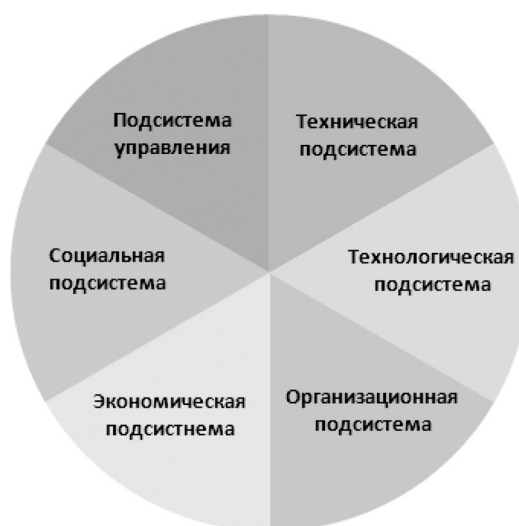 Подсистема
управления
Техническая
подсистема
Социальная
подсистема
Технологическая
подсистема
Экономическая
подсистнема
Организационная
подсистема